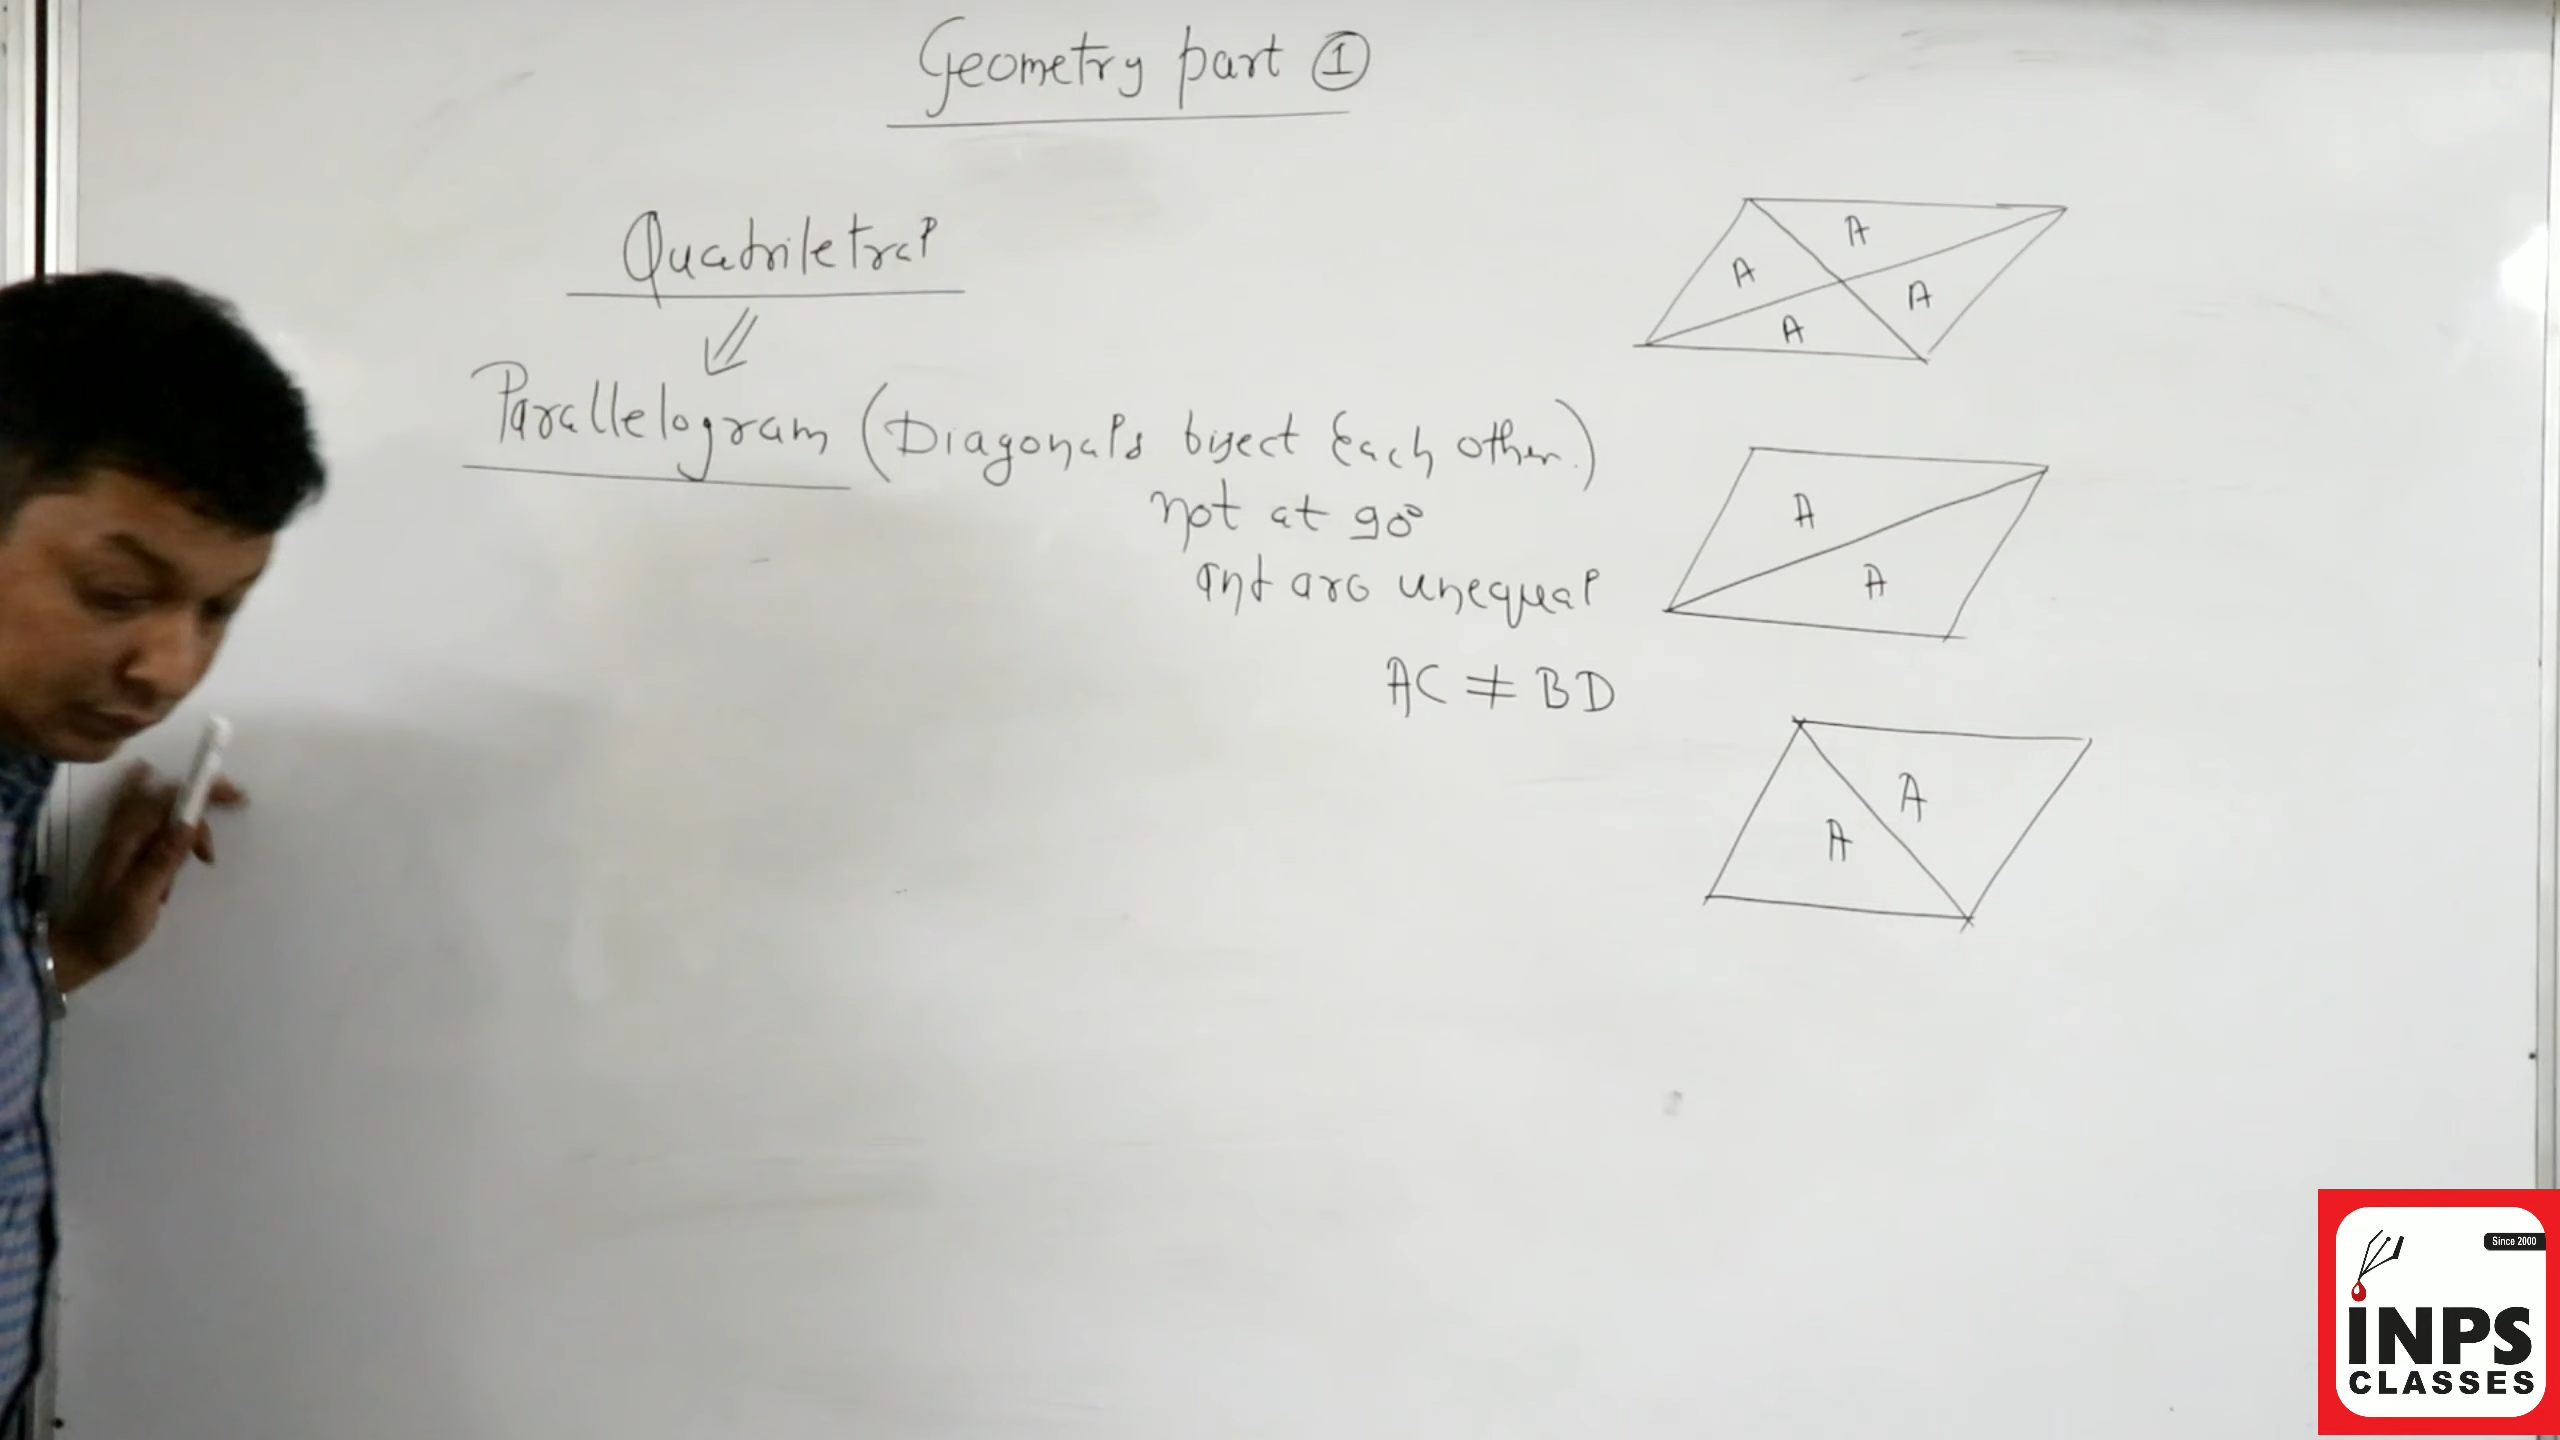 Geometry part ①
Quadriletral
Parallelogram (Diagonals bisect Each other.)
not at 90°
and are unequal
AC ≠ BD
A
A
A
A
A
A
A
A
Since 2000
iNPS
CLASSES